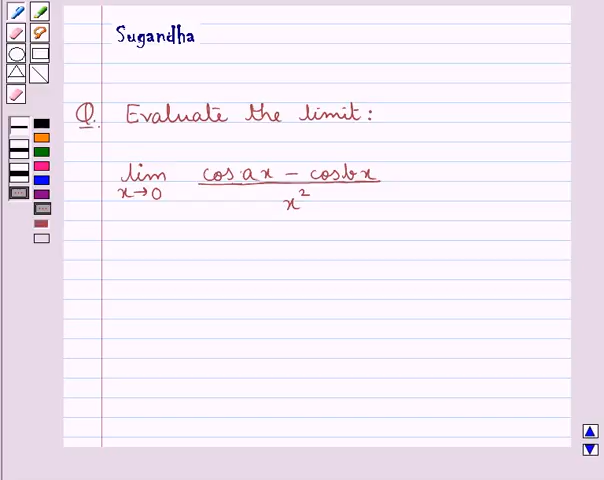 Sugandha
Q. Evaluate the limit:
lim x→0 (cos ax − cos bx) / x²